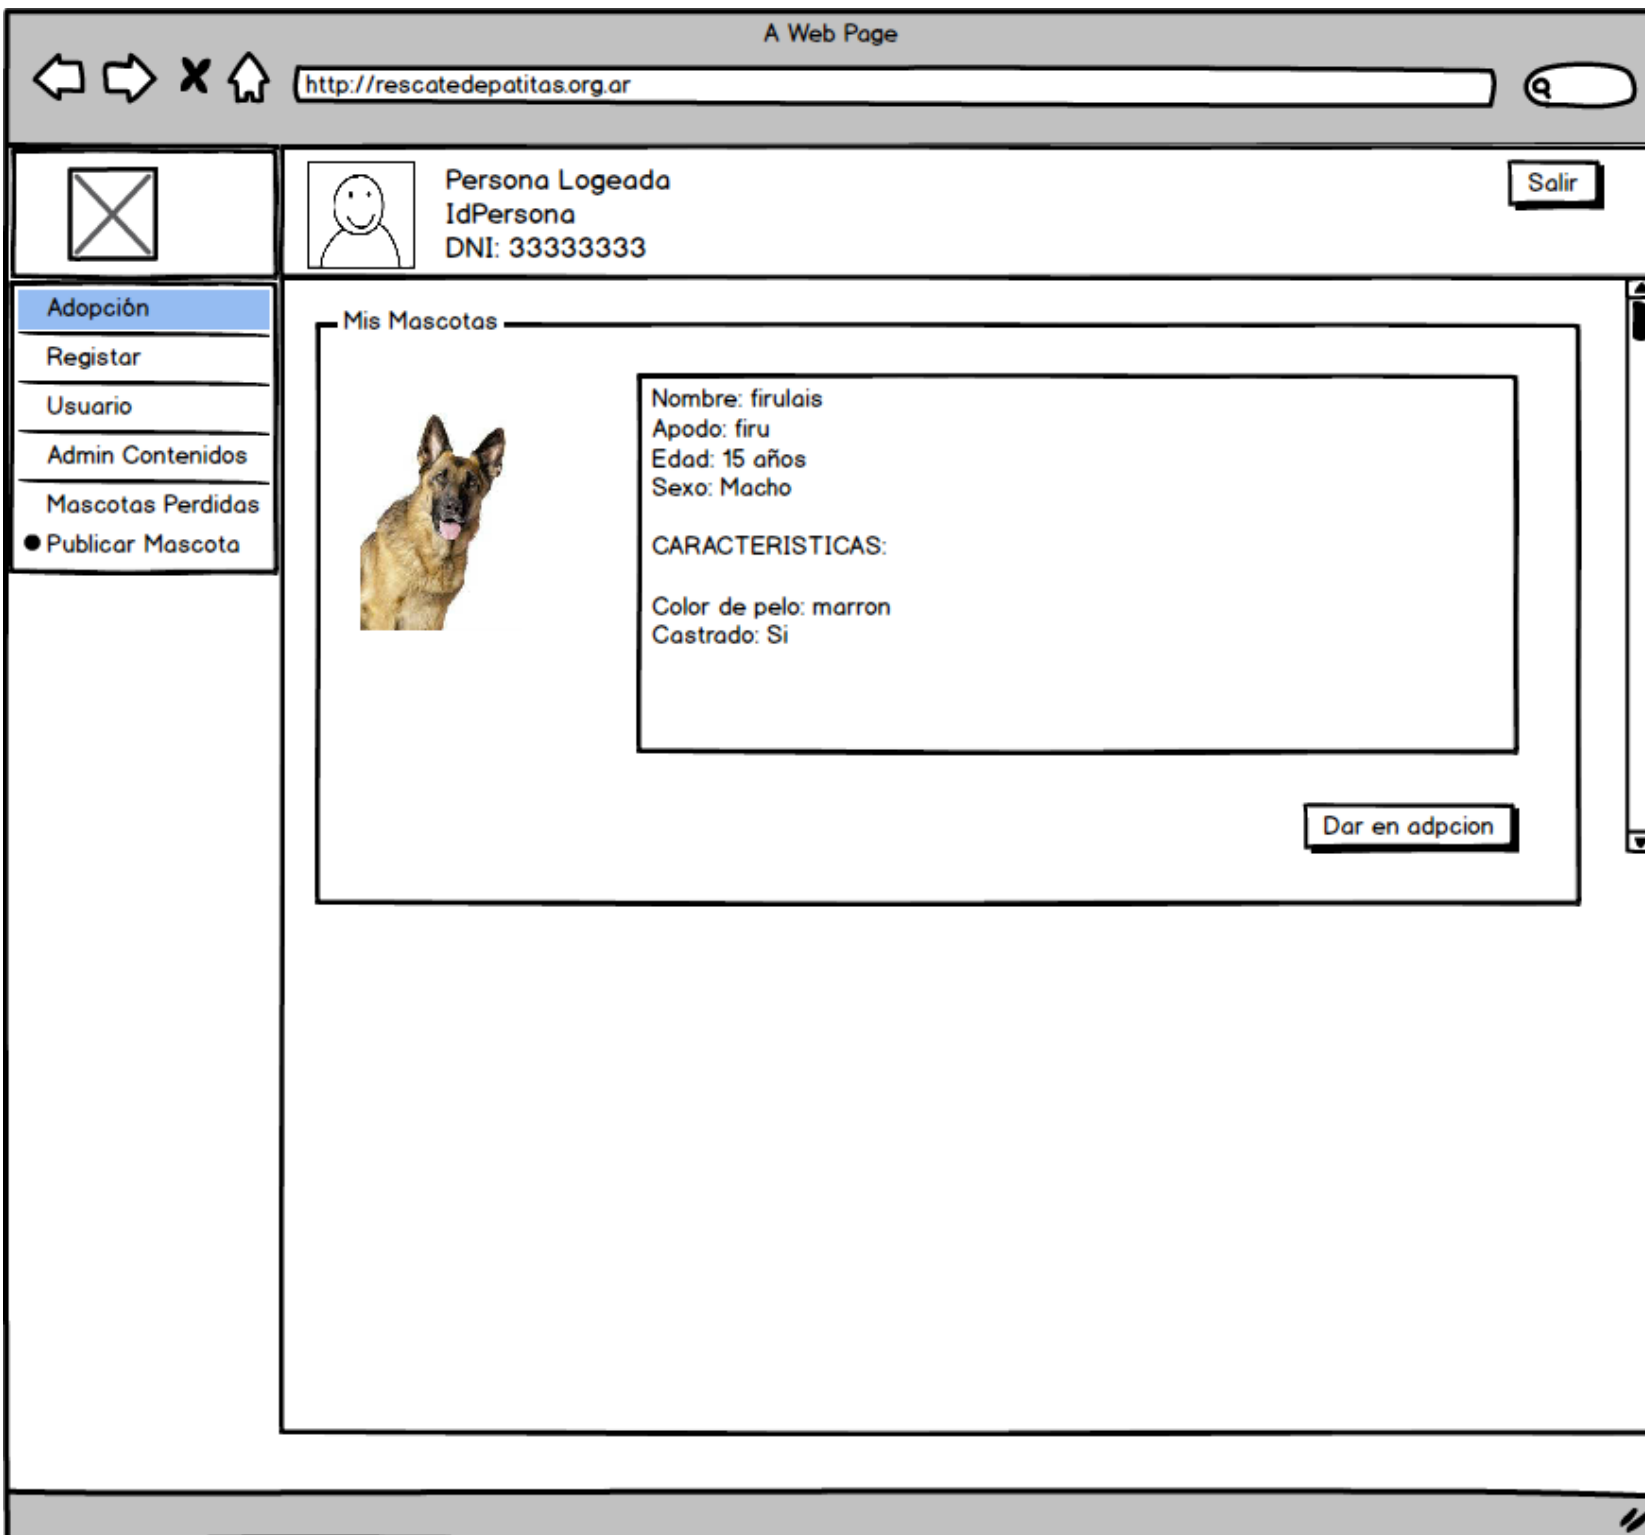 A Web Page
http://rescatedepatitas.org.ar
Persona Logeada
IdPersona
DNI: 33333333
Salir
Adopción
Registar
Usuario
Admin Contenidos
Mascotas Perdidas
Publicar Mascota
Mis Mascotas
Nombre: firulais
Apodo: firu
Edad: 15 años
Sexo: Macho
CARACTERISTICAS:
Color de pelo: marron
Castrado: Si
Dar en adpcion